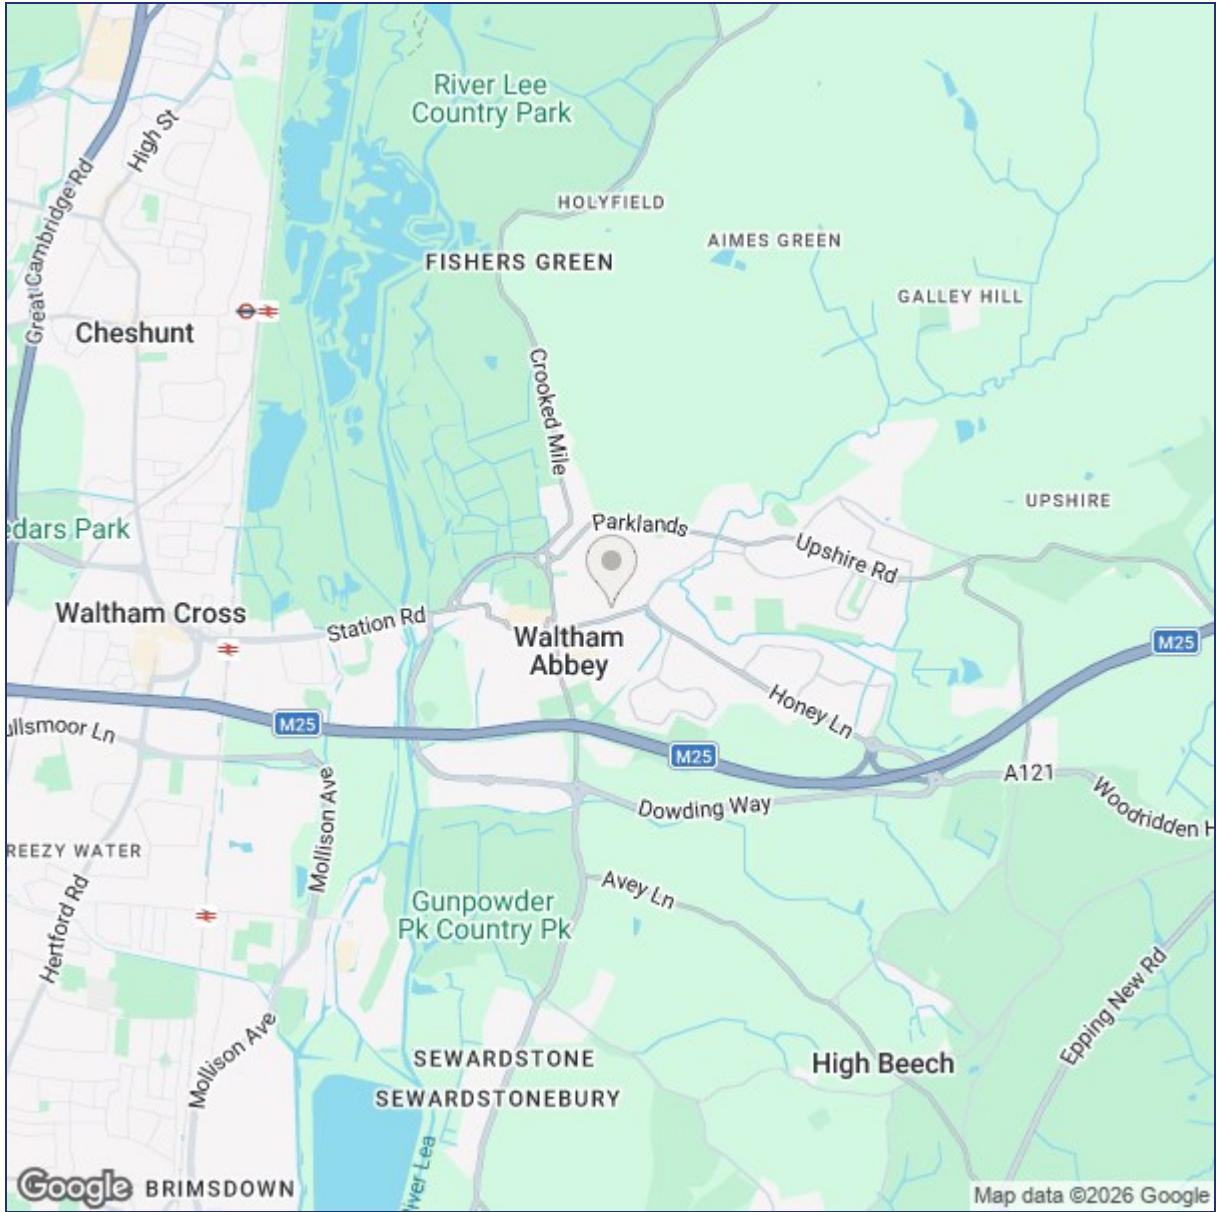 River Lee
Country Park
High St
Great Cambridge Rd
HOLYFIELD
AIMES GREEN
FISHERS GREEN
GALLEY HILL
Cheshunt
Crooked Mile
UPSHIRE
edars Park
Parklands
Upshire Rd
Waltham Cross
Station Rd
Waltham
Abbey
M25
Honey Ln
ullsmoor Ln
M25
M25
A121
Mollison Ave
Dowding Way
Woodridden H
REEZY WATER
Avey Ln
Gunpowder
Pk Country Pk
Hertford Rd
Epping New Rd
Mollison Ave
SEWARDSTONE
High Beech
SEWARDSTONEBURY
River Lea
Google
BRIMSDOWN
Map data ©2026 Google